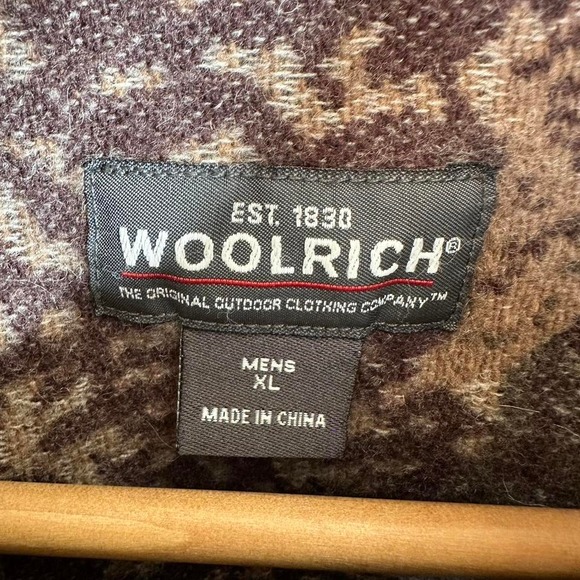 EST. 1830
WOOLRICH®
THE ORIGINAL OUTDOOR CLOTHING COMPANY™
MENS
XL
MADE IN CHINA